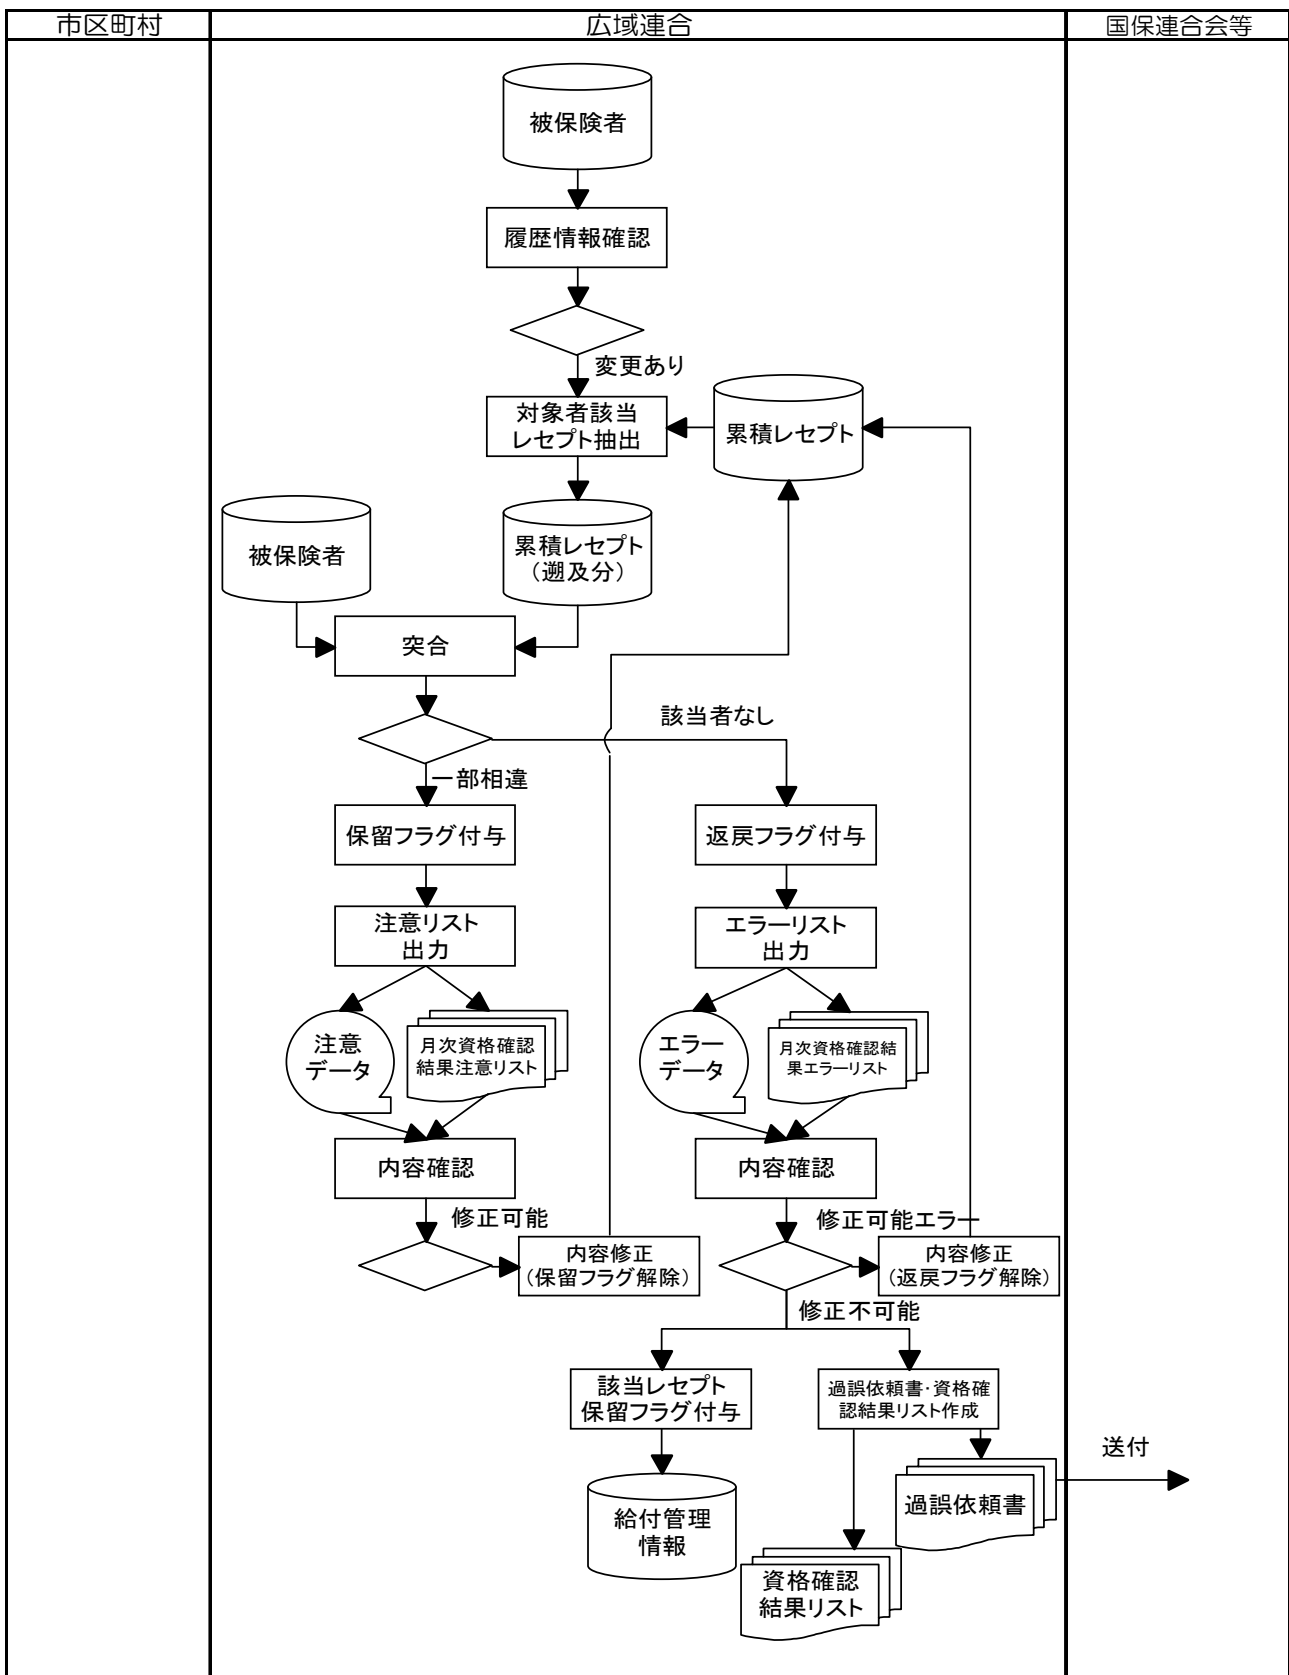 市区町村
広域連合
国保連合会等
被保険者
履歴情報確認
変更あり
対象者該当
レセプト抽出
累積レセプト
被保険者
累積レセプト
（遡及分）
突合
該当者なし
一部相違
保留フラグ付与
返戻フラグ付与
注意リスト
出力
エラーリスト
出力
注意
データ
月次資格確認
結果注意リスト
エラー
データ
月次資格確認結
果エラーリスト
内容確認
内容確認
修正可能
修正可能エラー
内容修正
（保留フラグ解除）
内容修正
（返戻フラグ解除）
修正不可能
該当レセプト
保留フラグ付与
過誤依頼書・資格確
認結果リスト作成
送付
給付管理
情報
過誤依頼書
資格確認
結果リスト